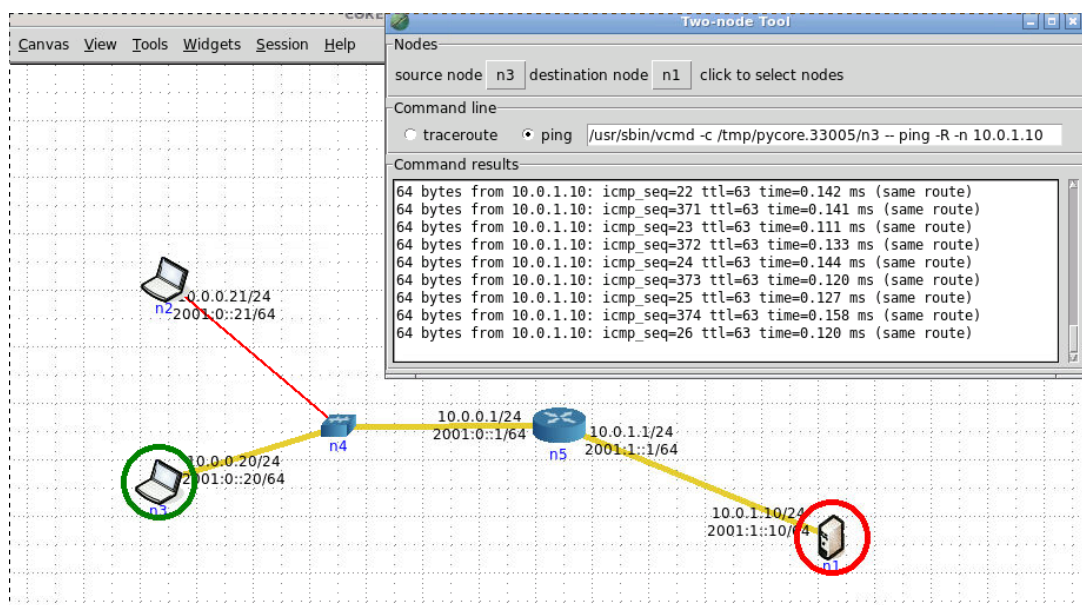 CORE
Two-node Tool
Canvas View Tools Widgets Session Help
Nodes
source node n3 destination node n1 click to select nodes
Command line
traceroute ping /usr/sbin/vcmd -c /tmp/pycore.33005/n3 -- ping -R -n 10.0.1.10
Command results
64 bytes from 10.0.1.10: icmp_seq=22 ttl=63 time=0.142 ms (same route)
64 bytes from 10.0.1.10: icmp_seq=371 ttl=63 time=0.141 ms (same route)
64 bytes from 10.0.1.10: icmp_seq=23 ttl=63 time=0.111 ms (same route)
64 bytes from 10.0.1.10: icmp_seq=372 ttl=63 time=0.133 ms (same route)
64 bytes from 10.0.1.10: icmp_seq=24 ttl=63 time=0.144 ms (same route)
64 bytes from 10.0.1.10: icmp_seq=373 ttl=63 time=0.120 ms (same route)
64 bytes from 10.0.1.10: icmp_seq=25 ttl=63 time=0.127 ms (same route)
64 bytes from 10.0.1.10: icmp_seq=374 ttl=63 time=0.158 ms (same route)
64 bytes from 10.0.1.10: icmp_seq=26 ttl=63 time=0.120 ms (same route)
10.0.0.21/24
2001:0::21/64
n2
10.0.0.1/24
2001:0::1/64
n4
n5
10.0.1.1/24
2001:1::1/64
10.0.0.20/24
2001:0::20/64
n3
10.0.1.10/24
2001:1::10/64
n1